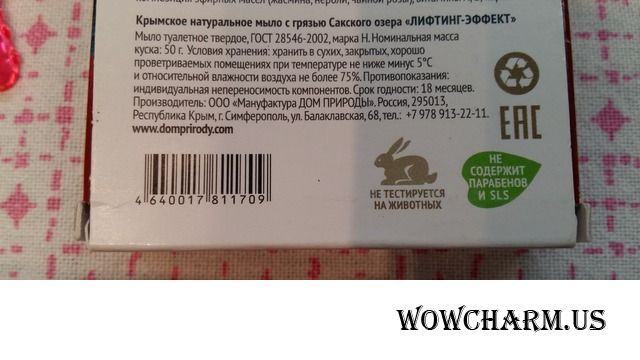 Крымское натуральное мыло с грязью Сакского озера «ЛИФТИНГ-ЭФФЕКТ»
Мыло туалетное твердое, ГОСТ 28546-2002, марка Н. Номинальная масса
куска: 50 г. Условия хранения: хранить в сухих, закрытых, хорошо
проветриваемых помещениях при температуре не ниже минус 5°С
и относительной влажности воздуха не более 75%. Противопоказания:
индивидуальная непереносимость компонентов. Срок годности: 18 месяцев.
Производитель: ООО «Мануфактура ДОМ ПРИРОДЫ». Россия, 295013,
Республика Крым, г. Симферополь, ул. Балаклавская, 68, тел.: +7 978 913-22-11.
www.domprirody.com
EAC
4 640017 811709
НЕ ТЕСТИРУЕТСЯ
НА ЖИВОТНЫХ
НЕ
СОДЕРЖИТ
ПАРАБЕНОВ
И SLS
WOWCHARM.US